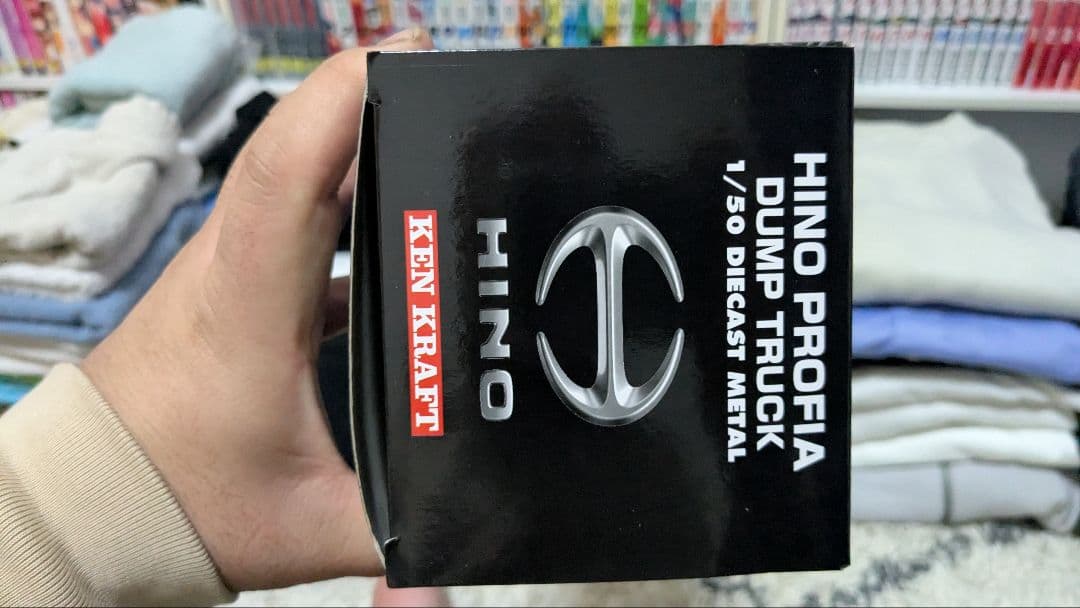 HINO PROFIA
DUMP TRUCK
1/50 DIECAST METAL
HINO
KEN KRAFT